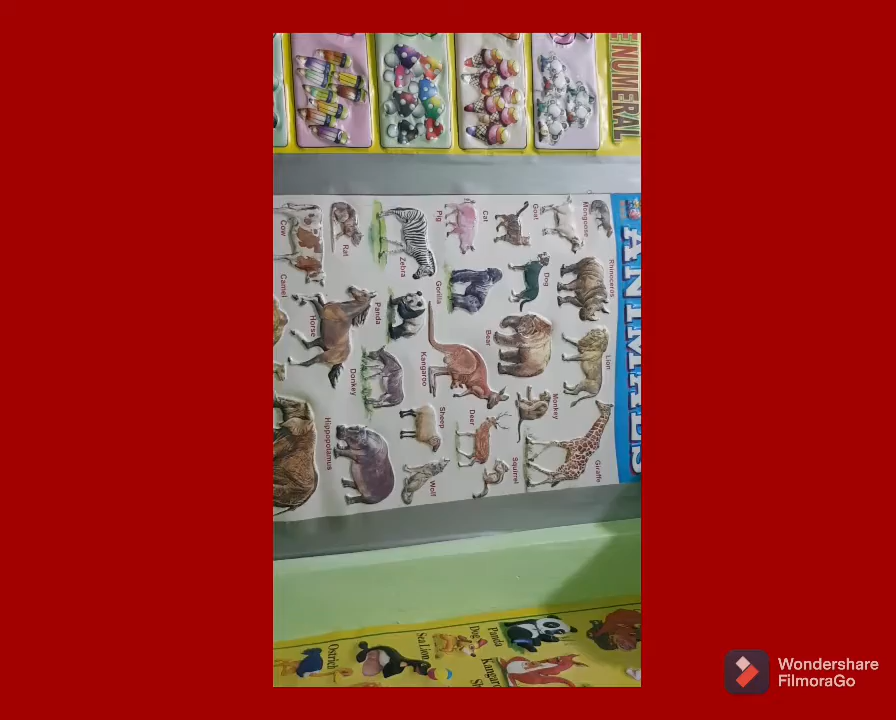 NUMERAL
ANIMALS
Mongoose
Goat
Cat
Pig
Rhinoceros
Dog
Gorilla
Zebra
Rat
Cow
Lion
Bear
Panda
Camel
Monkey
Kangaroo
Horse
Giraffe
Squirrel
Deer
Sheep
Donkey
Wolf
Hippopotamus
Panda
Dog
Sea Lion
Ostrich
Wondershare
FilmoraGo